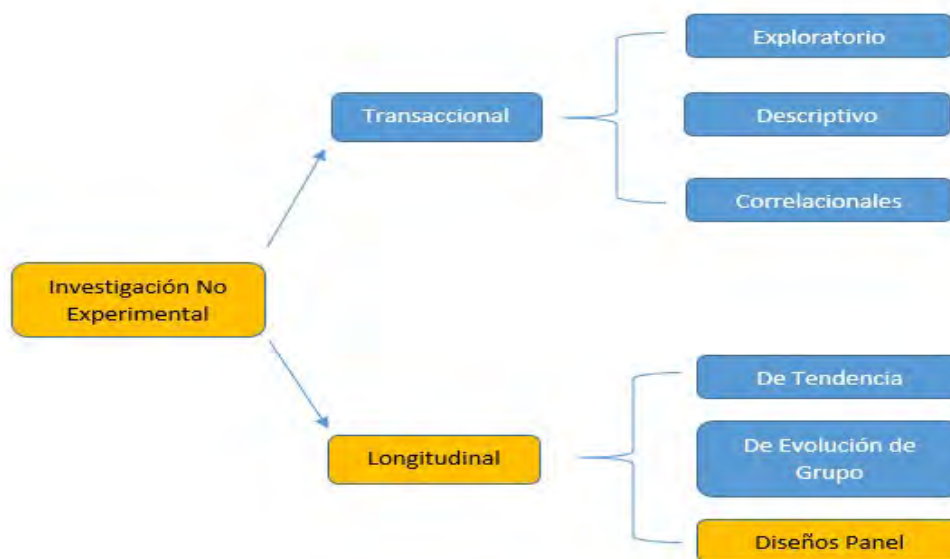 Exploratorio
Transaccional
Descriptivo
Correlacionales
Investigación No
Experimental
De Tendencia
Longitudinal
De Evolución de
Grupo
Diseños Panel